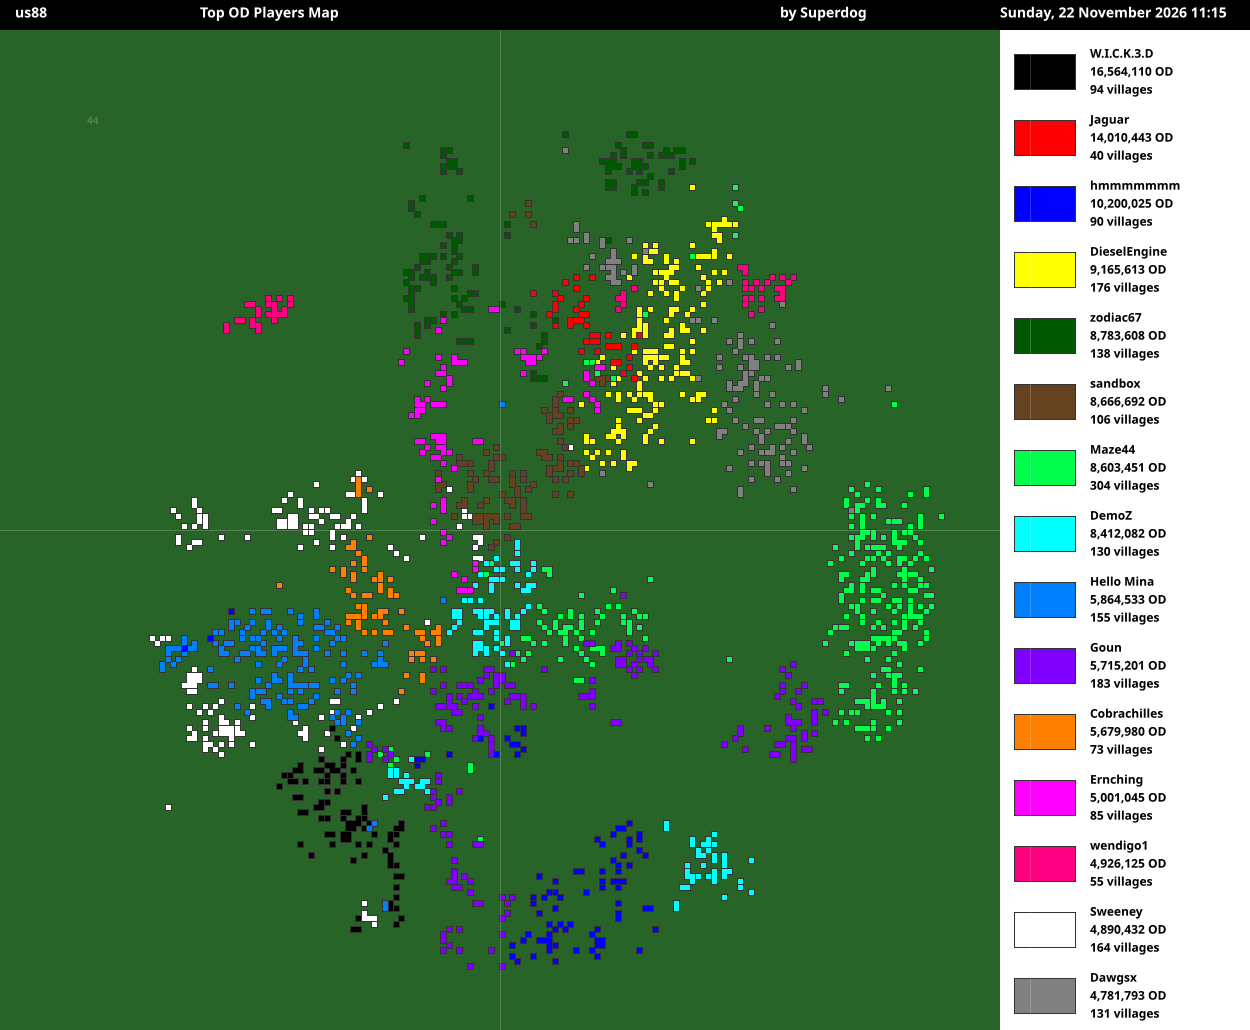 us88 Top OD Players Map by Superdog Sunday, 22 November 2026 11:15
44
W.I.C.K.3.D
16,564,110 OD
94 villages
Jaguar
14,010,443 OD
40 villages
hmmmmmmm
10,200,025 OD
90 villages
DieselEngine
9,165,613 OD
176 villages
zodiac67
8,783,608 OD
138 villages
sandbox
8,666,692 OD
106 villages
Maze44
8,603,451 OD
304 villages
DemoZ
8,412,082 OD
130 villages
Hello Mina
5,864,533 OD
155 villages
Goun
5,715,201 OD
183 villages
Cobrachilles
5,679,980 OD
73 villages
Ernching
5,001,045 OD
85 villages
wendigo1
4,926,125 OD
55 villages
Sweeney
4,890,432 OD
164 villages
Dawgsx
4,781,793 OD
131 villages